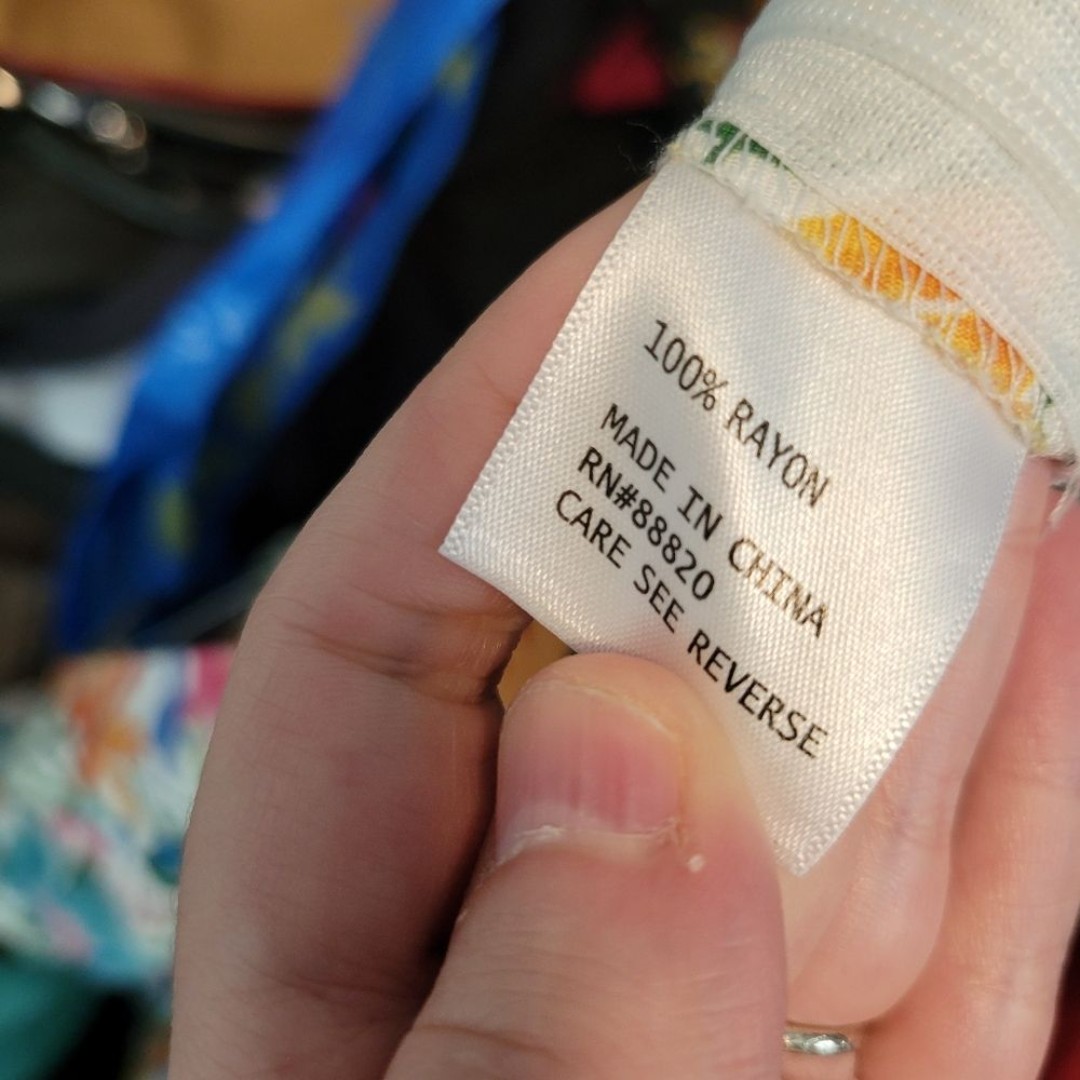 100% RAYON
MADE IN CHINA
RN#88820
CARE SEE REVERSE